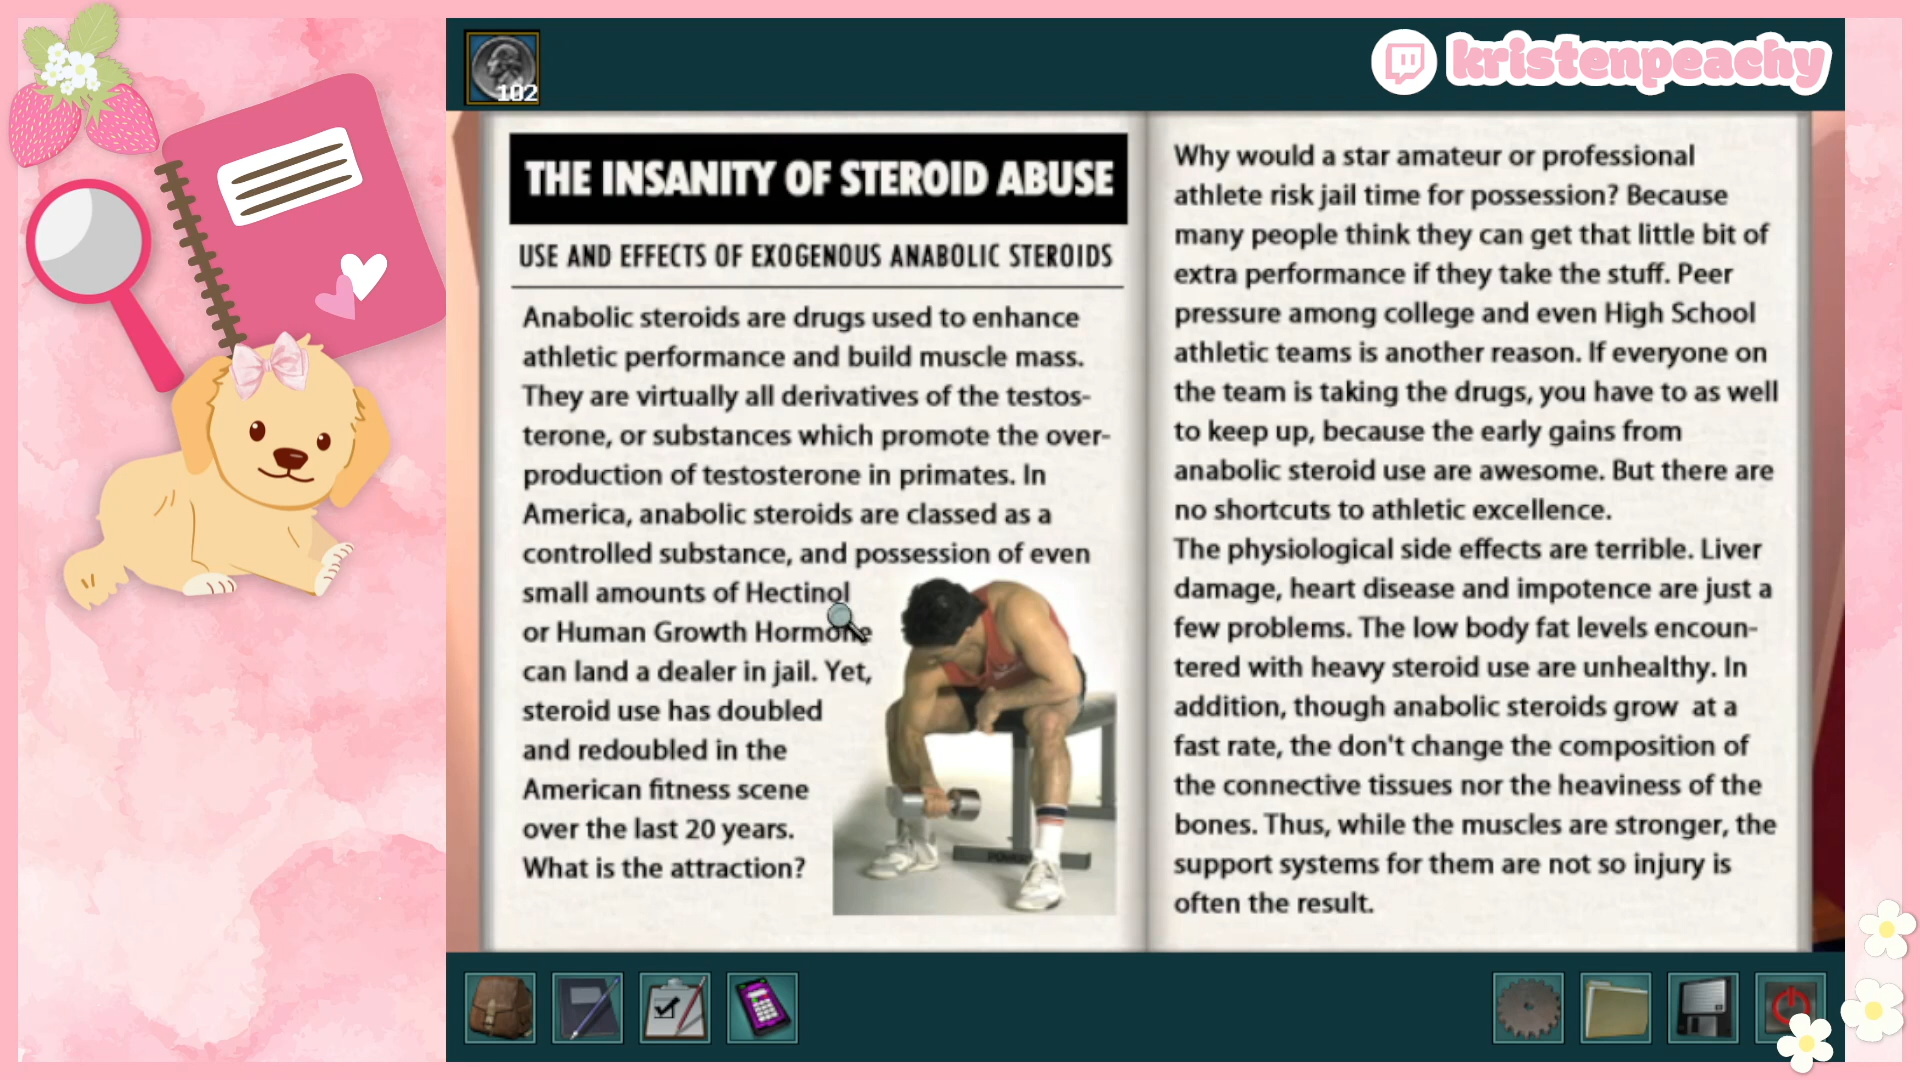 102
kristenpeachy
THE INSANITY OF STEROID ABUSE
USE AND EFFECTS OF EXOGENOUS ANABOLIC STEROIDS
Anabolic steroids are drugs used to enhance
athletic performance and build muscle mass.
They are virtually all derivatives of the testos-
terone, or substances which promote the over-
production of testosterone in primates. In
America, anabolic steroids are classed as a
controlled substance, and possession of even
small amounts of Hectinol
or Human Growth Hormone
can land a dealer in jail. Yet,
steroid use has doubled
and redoubled in the
American fitness scene
over the last 20 years.
What is the attraction?
Why would a star amateur or professional
athlete risk jail time for possession? Because
many people think they can get that little bit of
extra performance if they take the stuff. Peer
pressure among college and even High School
athletic teams is another reason. If everyone on
the team is taking the drugs, you have to as well
to keep up, because the early gains from
anabolic steroid use are awesome. But there are
no shortcuts to athletic excellence.
The physiological side effects are terrible. Liver
damage, heart disease and impotence are just a
few problems. The low body fat levels encoun-
tered with heavy steroid use are unhealthy. In
addition, though anabolic steroids grow  at a
fast rate, the don't change the composition of
the connective tissues nor the heaviness of the
bones. Thus, while the muscles are stronger, the
support systems for them are not so injury is
often the result.